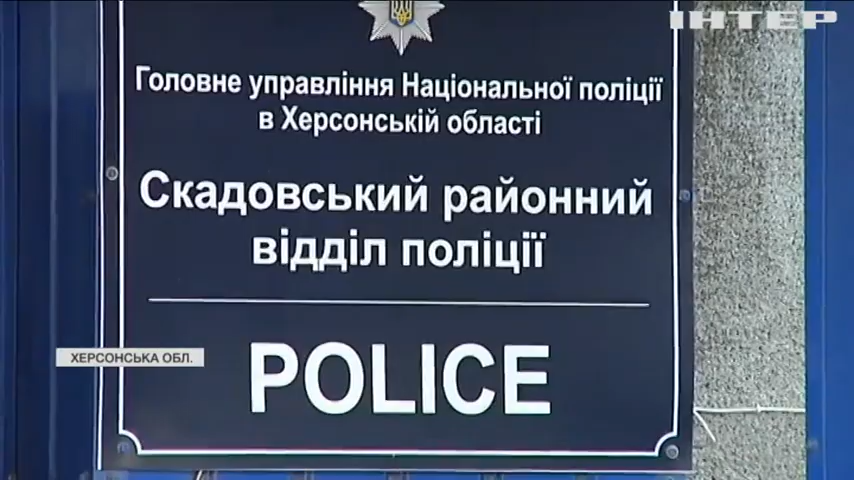 ІНТЕР
Головне управління Національної поліції
в Херсонській області
Скадовський районний
відділ поліції
ХЕРСОНСЬКА ОБЛ.
POLICE